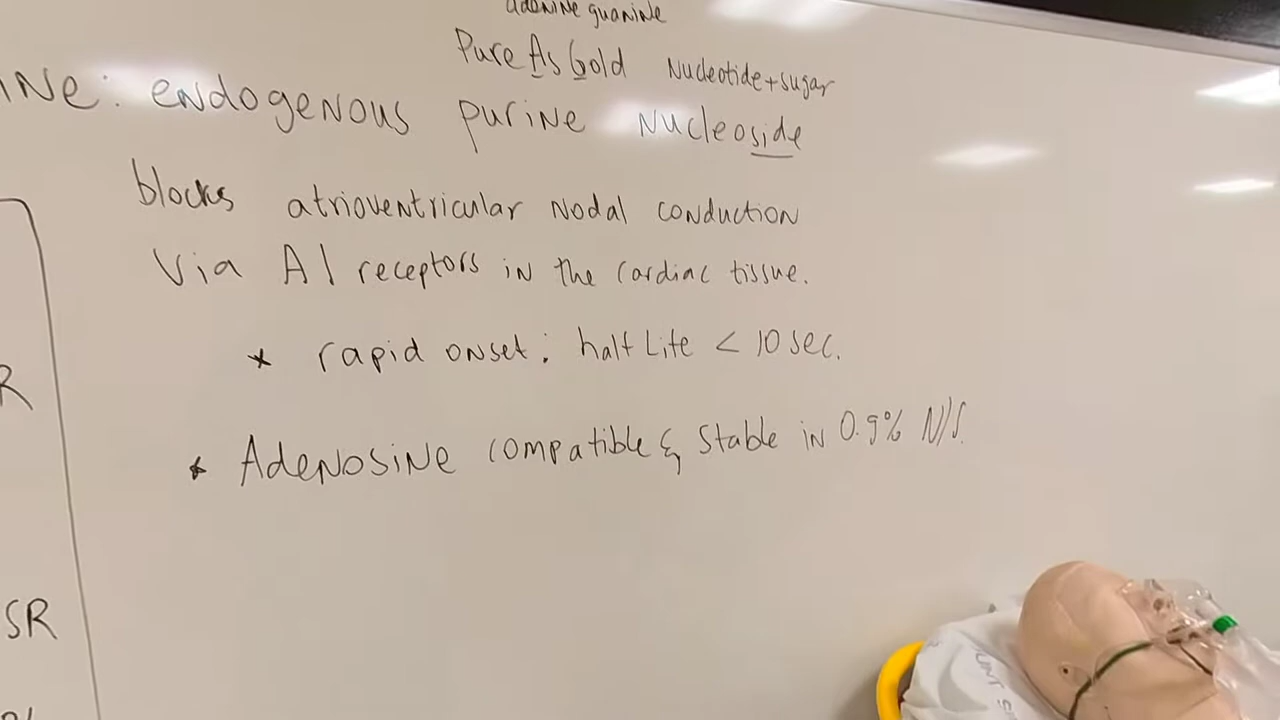 adenine guanine
Pure As Gold Nucleotide+sugar
INE: endogenous purine Nucleoside
blocks atrioventricular Nodal conduction
Via A1 receptors in the cardiac tissue.
* rapid onset: half Life < 10 sec.
R
* Adenosine compatible & stable in 0.9% N/S.
SR